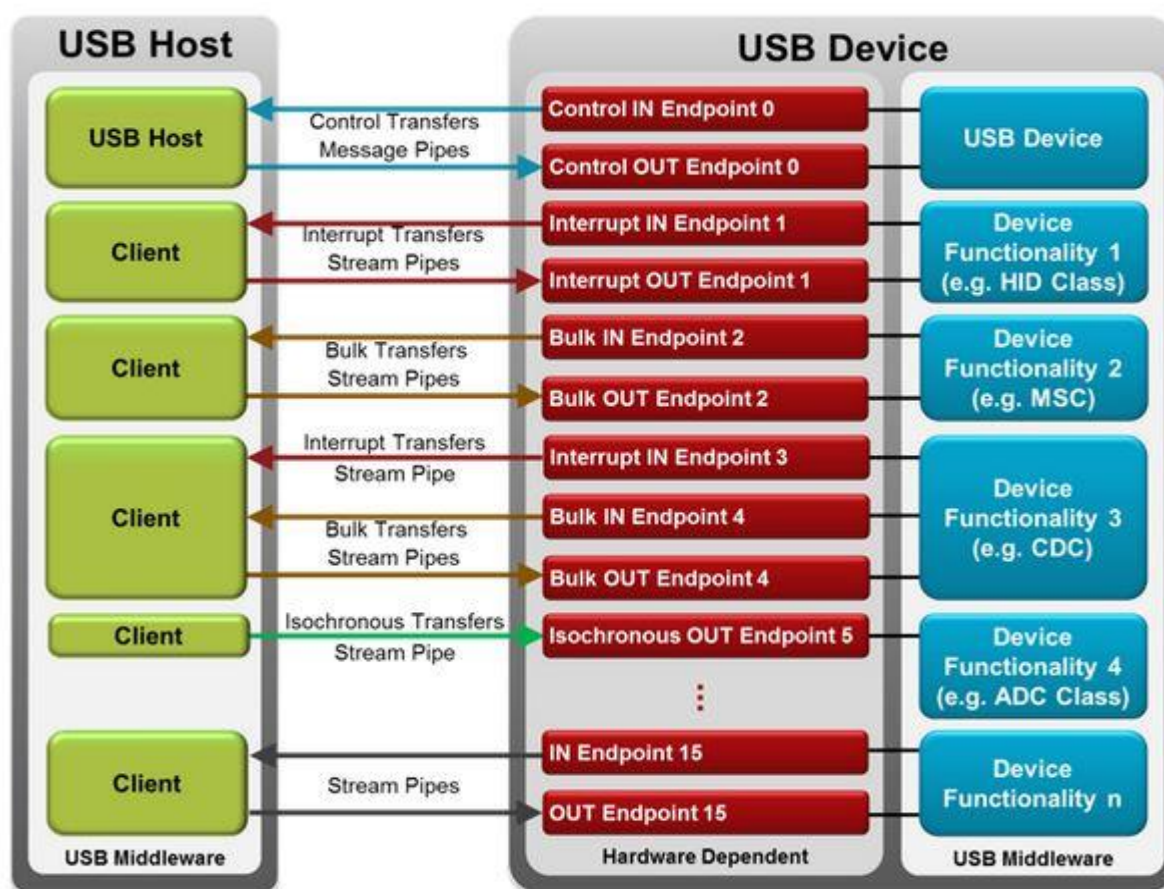 USB Host
USB Device
USB Host
Control Transfers
Message Pipes
Control IN Endpoint 0
Control OUT Endpoint 0
USB Device
Client
Interrupt Transfers
Stream Pipes
Interrupt IN Endpoint 1
Interrupt OUT Endpoint 1
Device
Functionality 1
(e.g. HID Class)
Client
Bulk Transfers
Stream Pipes
Bulk IN Endpoint 2
Bulk OUT Endpoint 2
Device
Functionality 2
(e.g. MSC)
Client
Interrupt Transfers
Stream Pipe
Bulk Transfers
Stream Pipes
Interrupt IN Endpoint 3
Bulk IN Endpoint 4
Bulk OUT Endpoint 4
Device
Functionality 3
(e.g. CDC)
Client
Isochronous Transfers
Stream Pipe
Isochronous OUT Endpoint 5
Device
Functionality 4
(e.g. ADC Class)
Client
Stream Pipes
IN Endpoint 15
OUT Endpoint 15
Device
Functionality n
USB Middleware
Hardware Dependent
USB Middleware